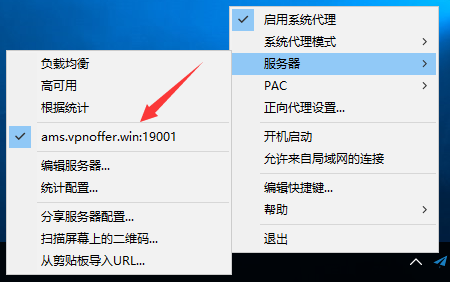 启用系统代理
系统代理模式
服务器
PAC
正向代理设置...
开机启动
允许来自局域网的连接
编辑快捷键...
帮助
退出
负载均衡
高可用
根据统计
ams.vpnoffer.win:19001
编辑服务器...
统计配置...
分享服务器配置...
扫描屏幕上的二维码...
从剪贴板导入URL...